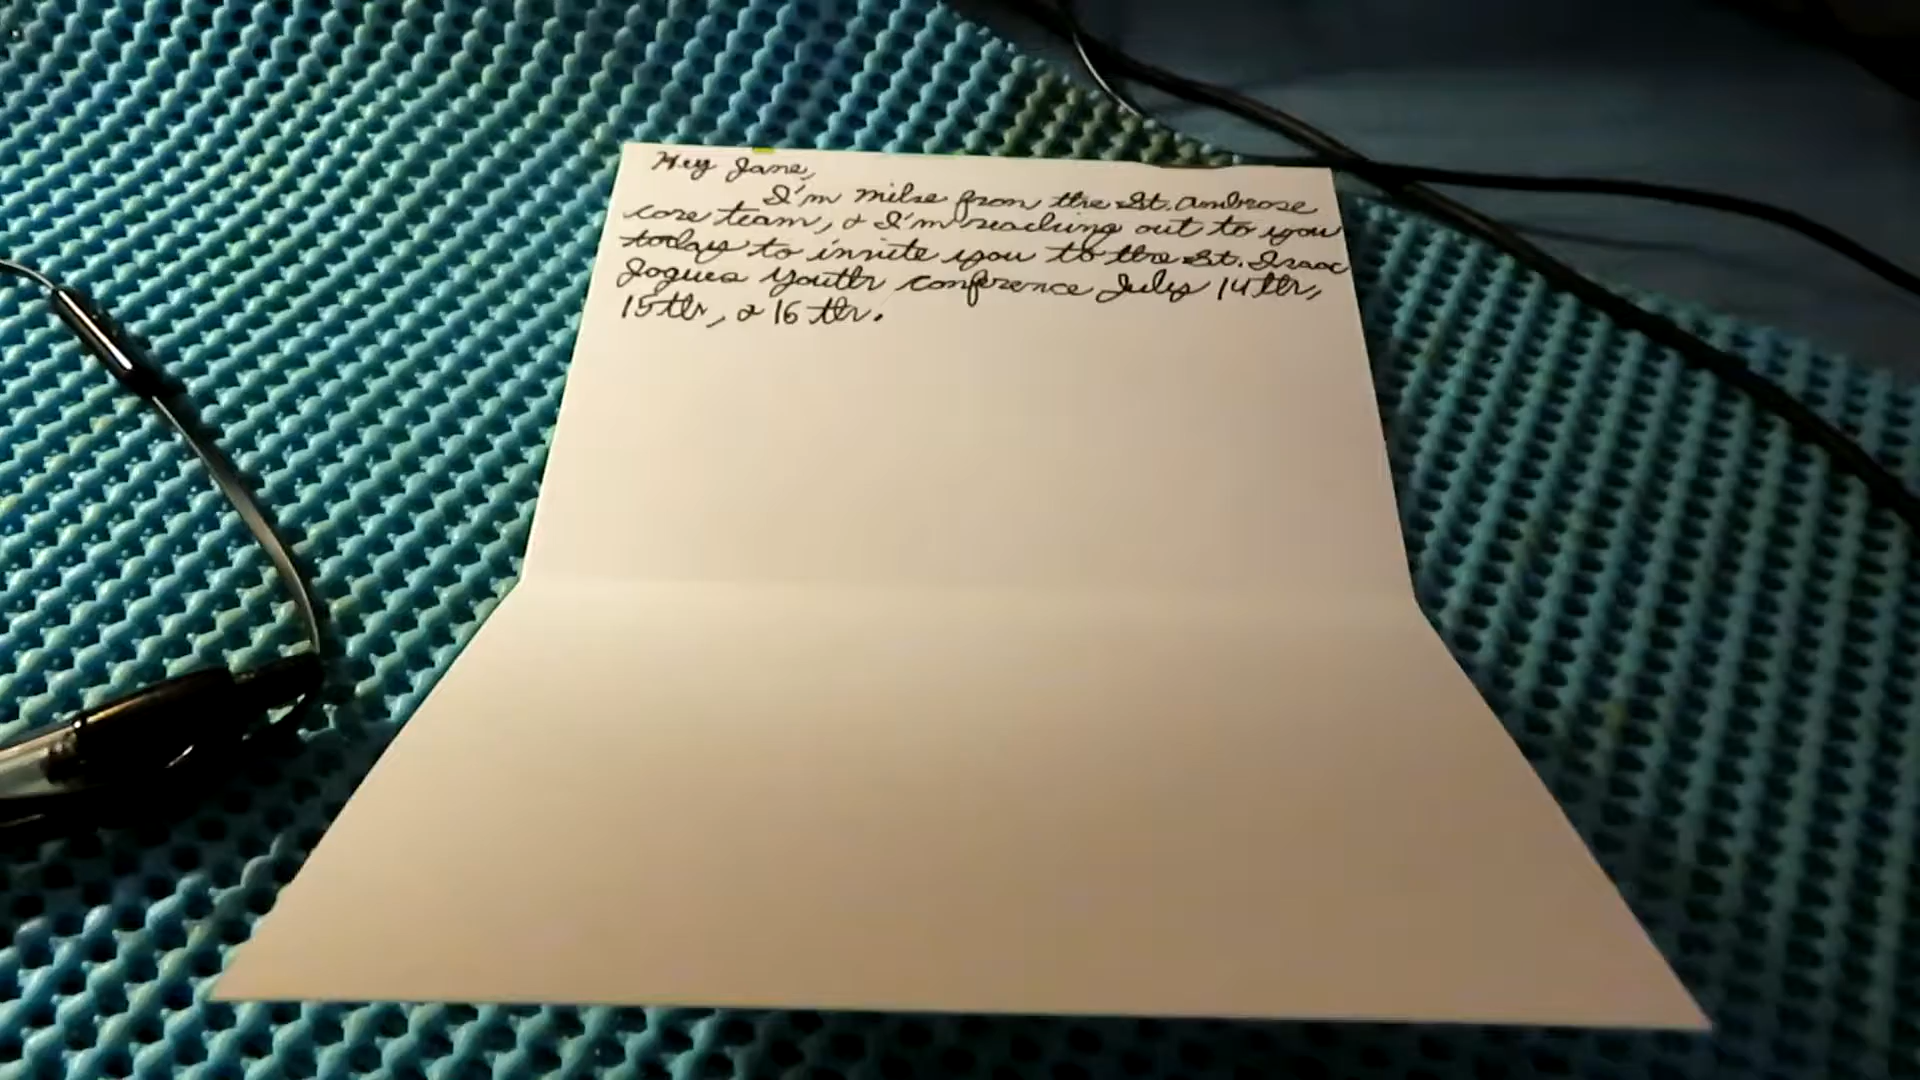 Hey Jane,
I'm Mike from the St. Ambrose
core team, & I'm reaching out to you
today to invite you to the St. Isaac
Jogues Youth conference July 14th,
15th, & 16th.